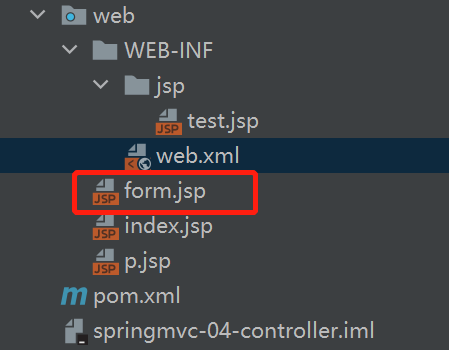 web
WEB-INF
jsp
JSP test.jsp
web.xml
JSP form.jsp
JSP index.jsp
JSP p.jsp
m pom.xml
springmvc-04-controller.iml